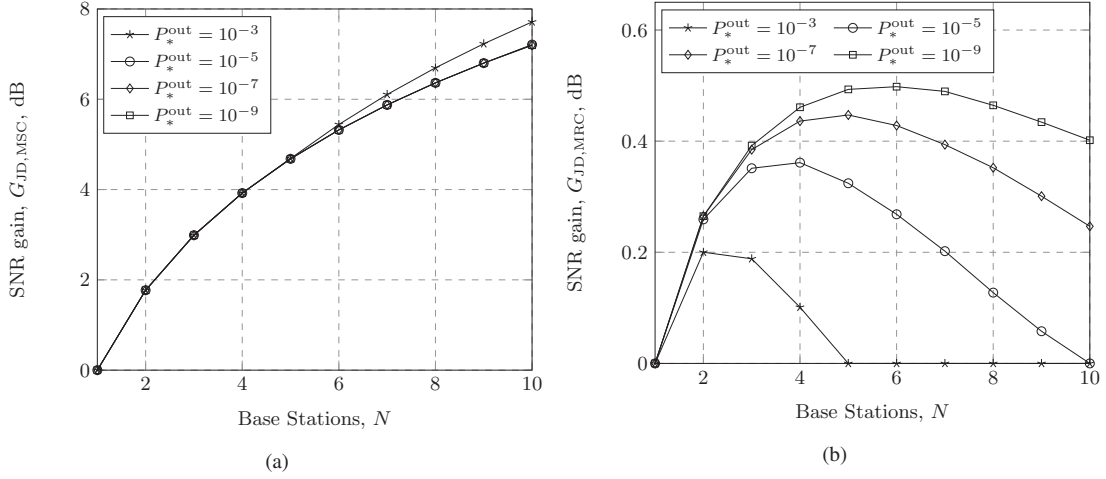 8
6
4
2
0
2
4
6
8
10
SNR gain, G_JD,MSC, dB
Base Stations, N
P_*^out = 10^−3
P_*^out = 10^−5
P_*^out = 10^−7
P_*^out = 10^−9
(a)
0.6
0.4
0.2
0
2
4
6
8
10
SNR gain, G_JD,MRC, dB
Base Stations, N
P_*^out = 10^−3
P_*^out = 10^−5
P_*^out = 10^−7
P_*^out = 10^−9
(b)